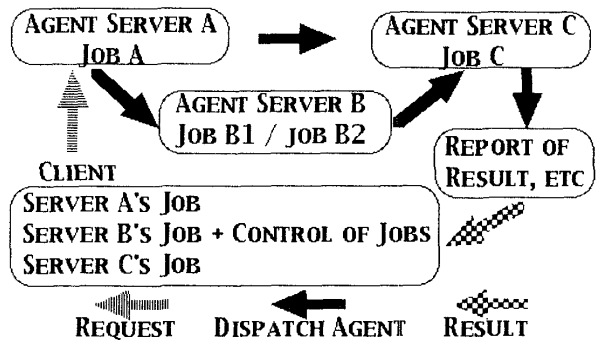 AGENT SERVER A
JOB A
AGENT SERVER C
JOB C
AGENT SERVER B
JOB B1 / JOB B2
REPORT OF
RESULT, ETC
CLIENT
SERVER A'S JOB
SERVER B'S JOB + CONTROL OF JOBS
SERVER C'S JOB
REQUEST
DISPATCH AGENT
RESULT